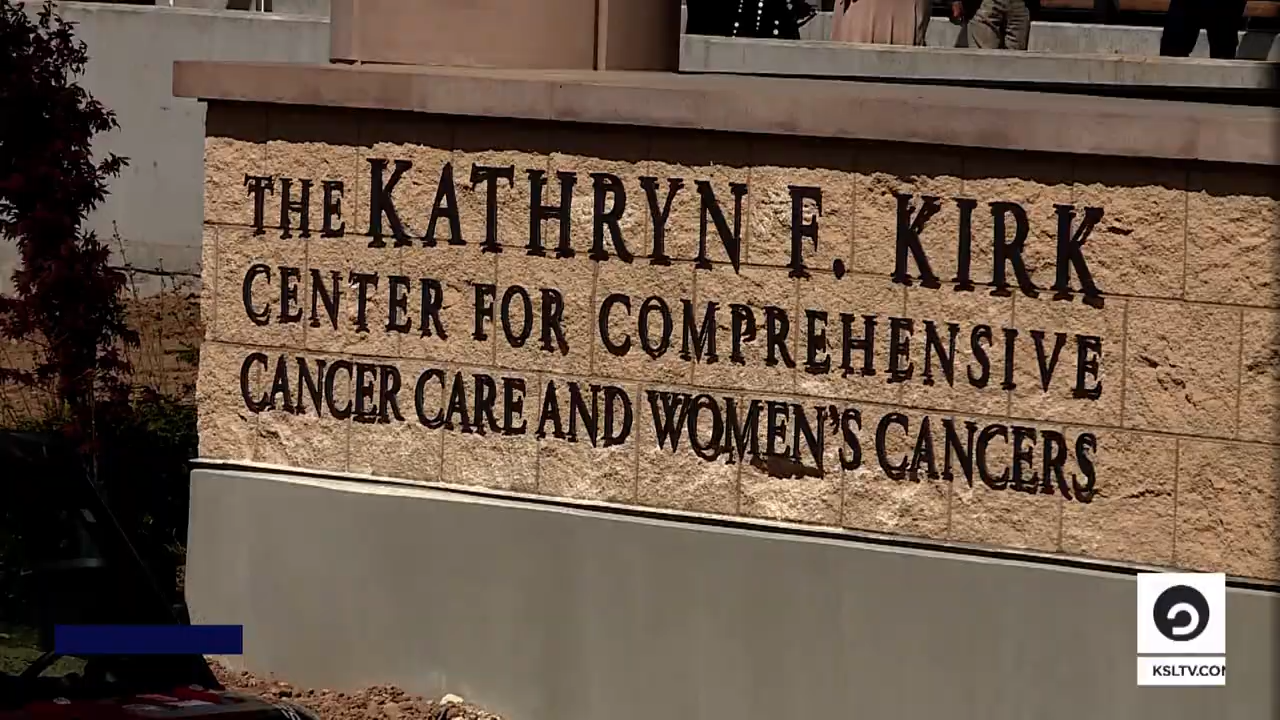 THE KATHRYN F. KIRK
CENTER FOR COMPREHENSIVE
CANCER CARE AND WOMEN'S CANCERS
KSLTV.COM